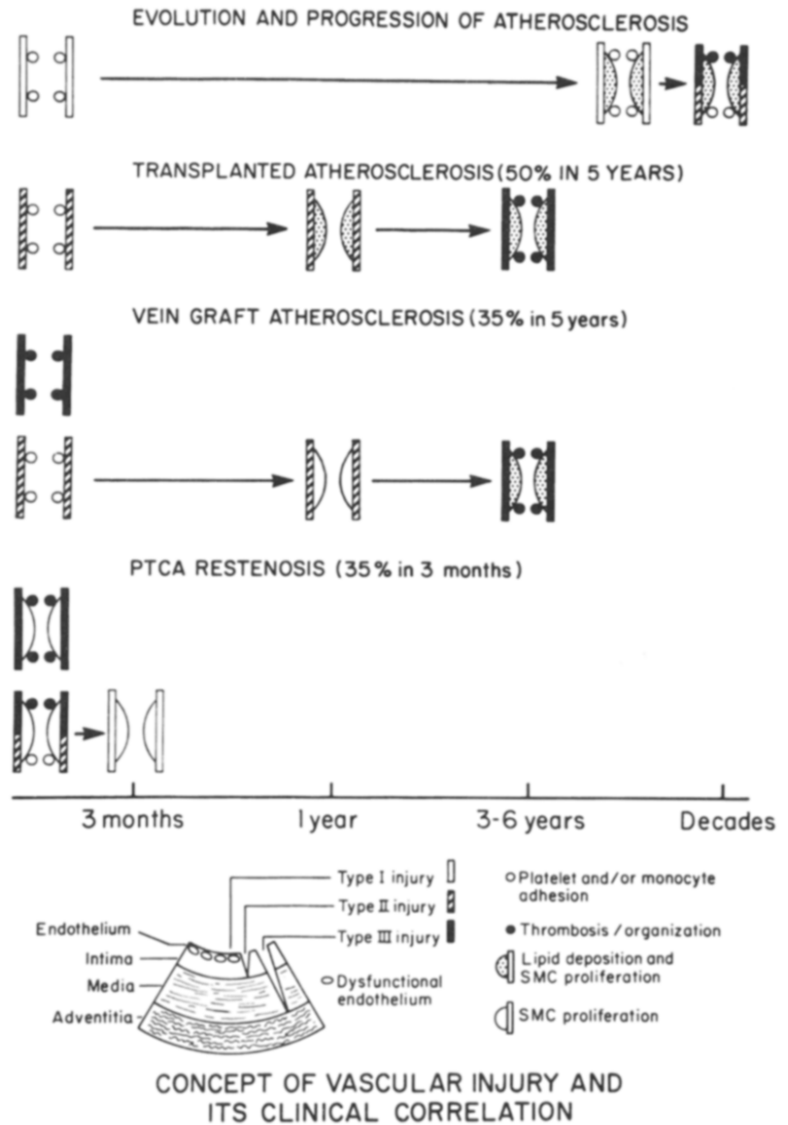 EVOLUTION AND PROGRESSION OF ATHEROSCLEROSIS
TRANSPLANTED ATHEROSCLEROSIS (50% IN 5 YEARS)
VEIN GRAFT ATHEROSCLEROSIS (35% in 5 years)
PTCA RESTENOSIS (35% in 3 months)
3 months
1 year
3-6 years
Decades
Type I injury
Type II injury
Type III injury
Endothelium
Intima
Media
Adventitia
Dysfunctional
endothelium
Platelet and/or monocyte
adhesion
Thrombosis / organization
Lipid deposition and
SMC proliferation
SMC proliferation
CONCEPT OF VASCULAR INJURY AND
ITS CLINICAL CORRELATION